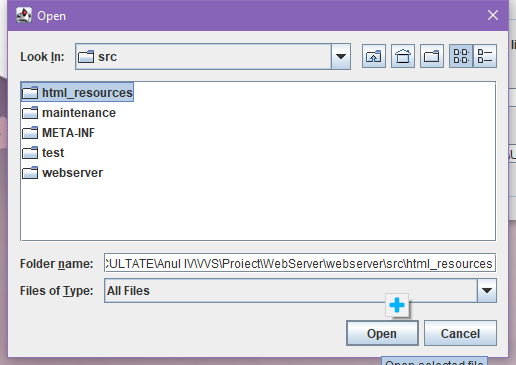 Open
Look In:
src
html_resources
maintenance
META-INF
test
webserver
Folder name:
CULTATE\Anul IV\VVS\Proiect\WebServer\webserver\src\html_resources
Files of Type:
All Files
Open
Cancel
Open selected file